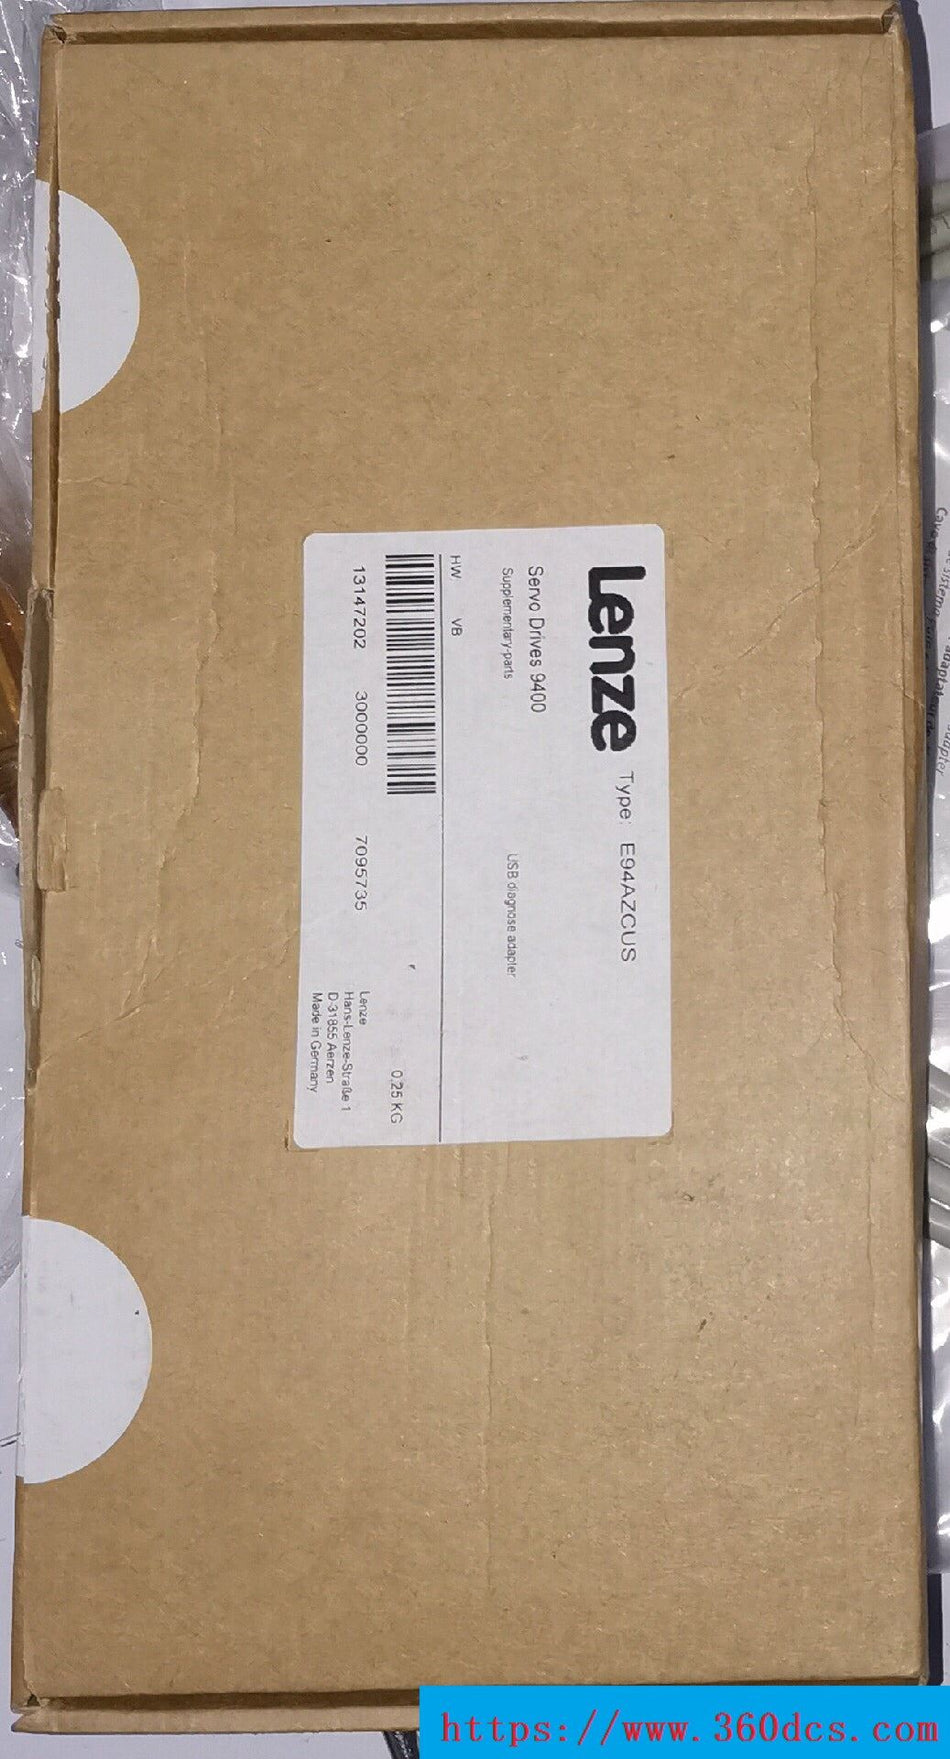 Lenze Type: E94AZCUS
Servo Drives 9400
Supplementary-parts USB diagnose adapter
HW VB
0.25 KG
13147202 3000000 7095735
Lenze
Hans-Lenze-Straße 1
D-31855 Aerzen
Made in Germany
https://www.360dcs.com